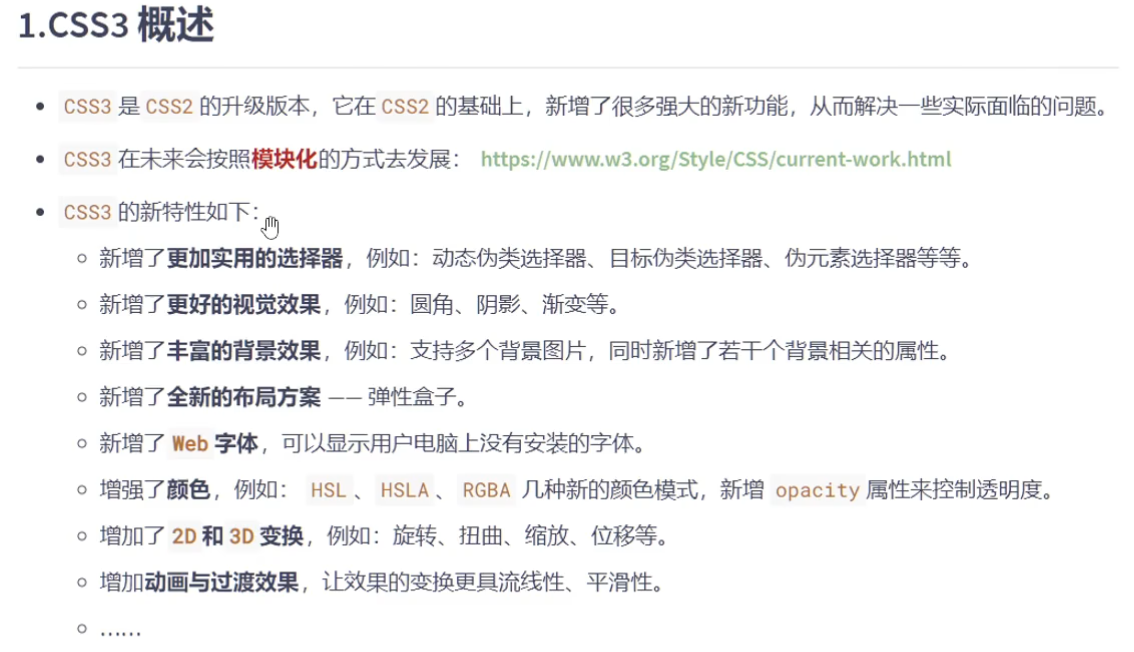 1.CSS3 概述
CSS3 是 CSS2 的升级版本，它在 CSS2 的基础上，新增了很多强大的新功能，从而解决一些实际面临的问题。
CSS3 在未来会按照模块化的方式去发展： https://www.w3.org/Style/CSS/current-work.html
CSS3 的新特性如下：
新增了更加实用的选择器，例如：动态伪类选择器、目标伪类选择器、伪元素选择器等等。
新增了更好的视觉效果，例如：圆角、阴影、渐变等。
新增了丰富的背景效果，例如：支持多个背景图片，同时新增了若干个背景相关的属性。
新增了全新的布局方案 —— 弹性盒子。
新增了 Web 字体，可以显示用户电脑上没有安装的字体。
增强了颜色，例如： HSL 、 HSLA 、 RGBA 几种新的颜色模式，新增 opacity 属性来控制透明度。
增加了 2D 和 3D 变换，例如：旋转、扭曲、缩放、位移等。
增加动画与过渡效果，让效果的变换更具流线性、平滑性。
……